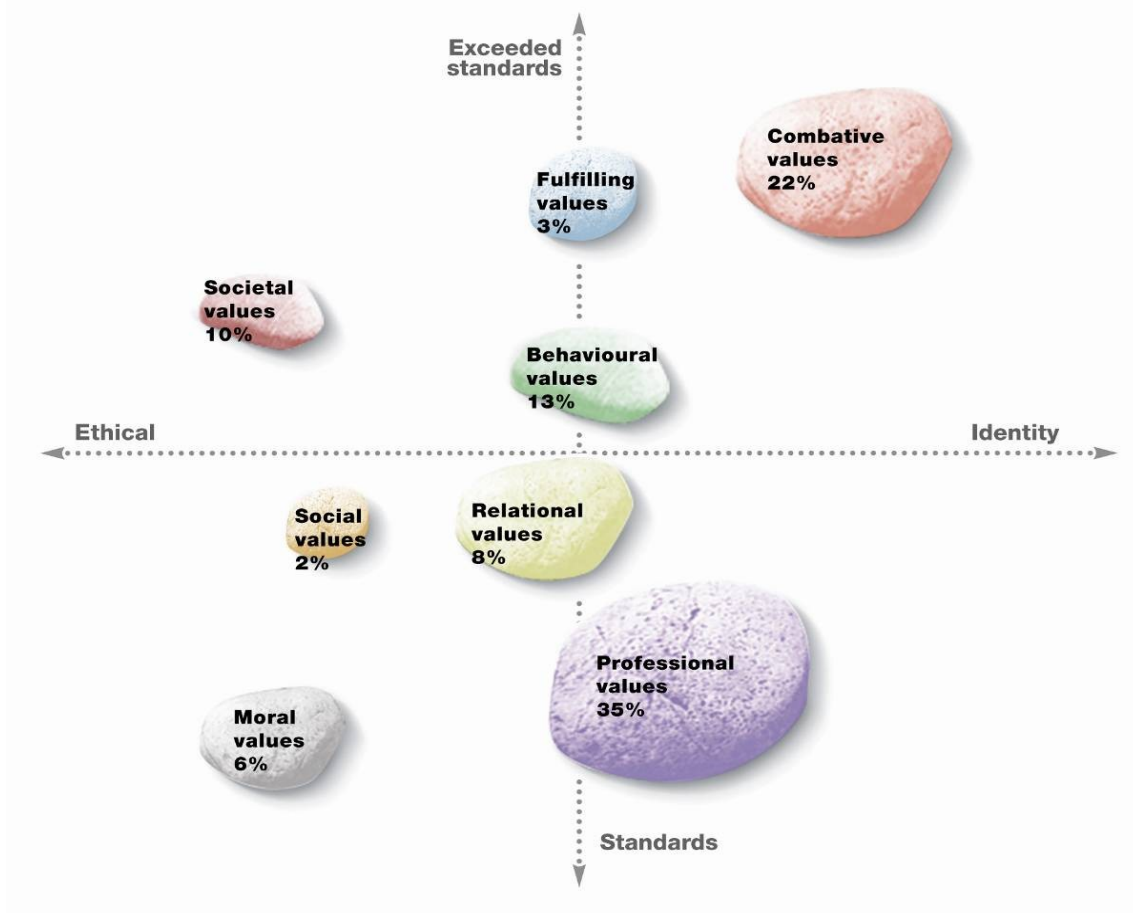 Exceeded
standards
Combative
values
22%
Fulfilling
values
3%
Societal
values
10%
Behavioural
values
13%
Ethical
Identity
Social
values
2%
Relational
values
8%
Professional
values
35%
Moral
values
6%
Standards